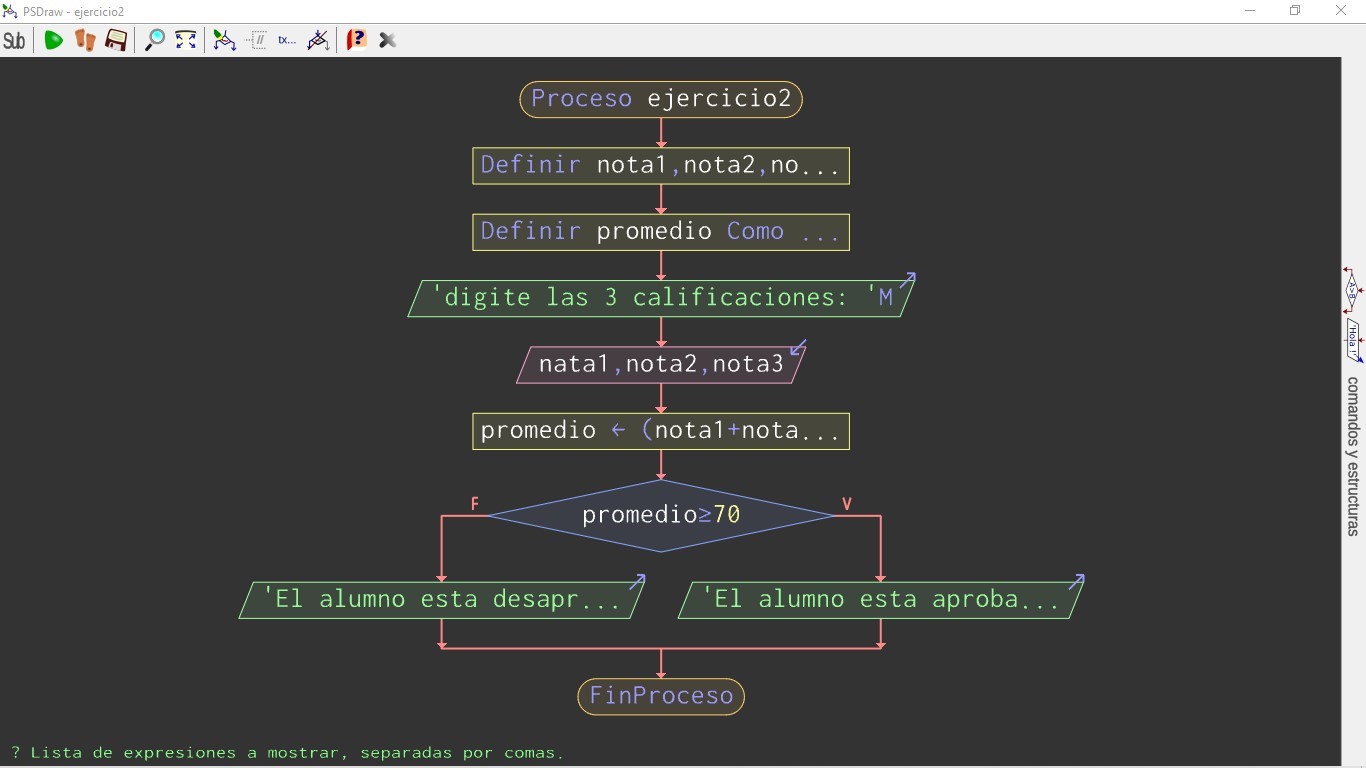 PSDraw - ejercicio2
Sub
tx...
Proceso ejercicio2
Definir nota1,nota2,no...
Definir promedio Como ...
'digite las 3 calificaciones: 'M
nata1,nota2,nota3
promedio ← (nota1+nota...
F
V
promedio≥70
'El alumno esta desapr...
'El alumno esta aproba...
FinProceso
A>B
'Hola !'
comandos y estructuras
? Lista de expresiones a mostrar, separadas por comas.